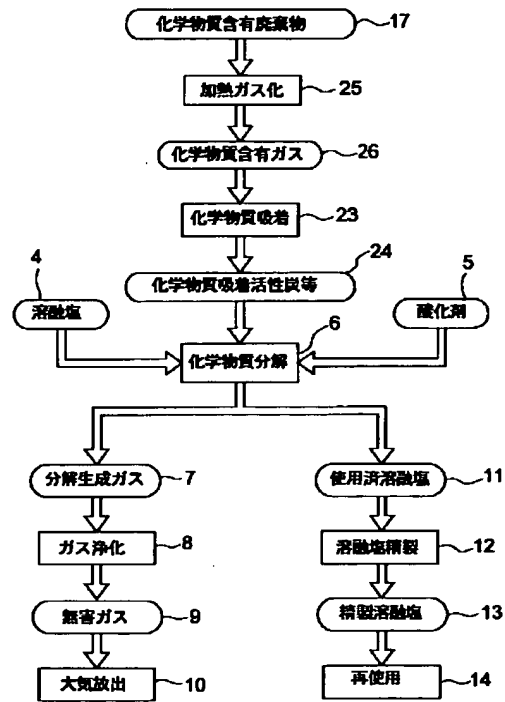 化学物質含有廃棄物 17
加熱ガス化 25
化学物質含有ガス 26
化学物質吸着 23
化学物質吸着活性炭等 24
4
溶融塩
5
酸化剤
化学物質分解 6
分解生成ガス 7
使用済溶融塩 11
ガス浄化 8
溶融塩精製 12
無害ガス 9
精製溶融塩 13
大気放出 10
再使用 14